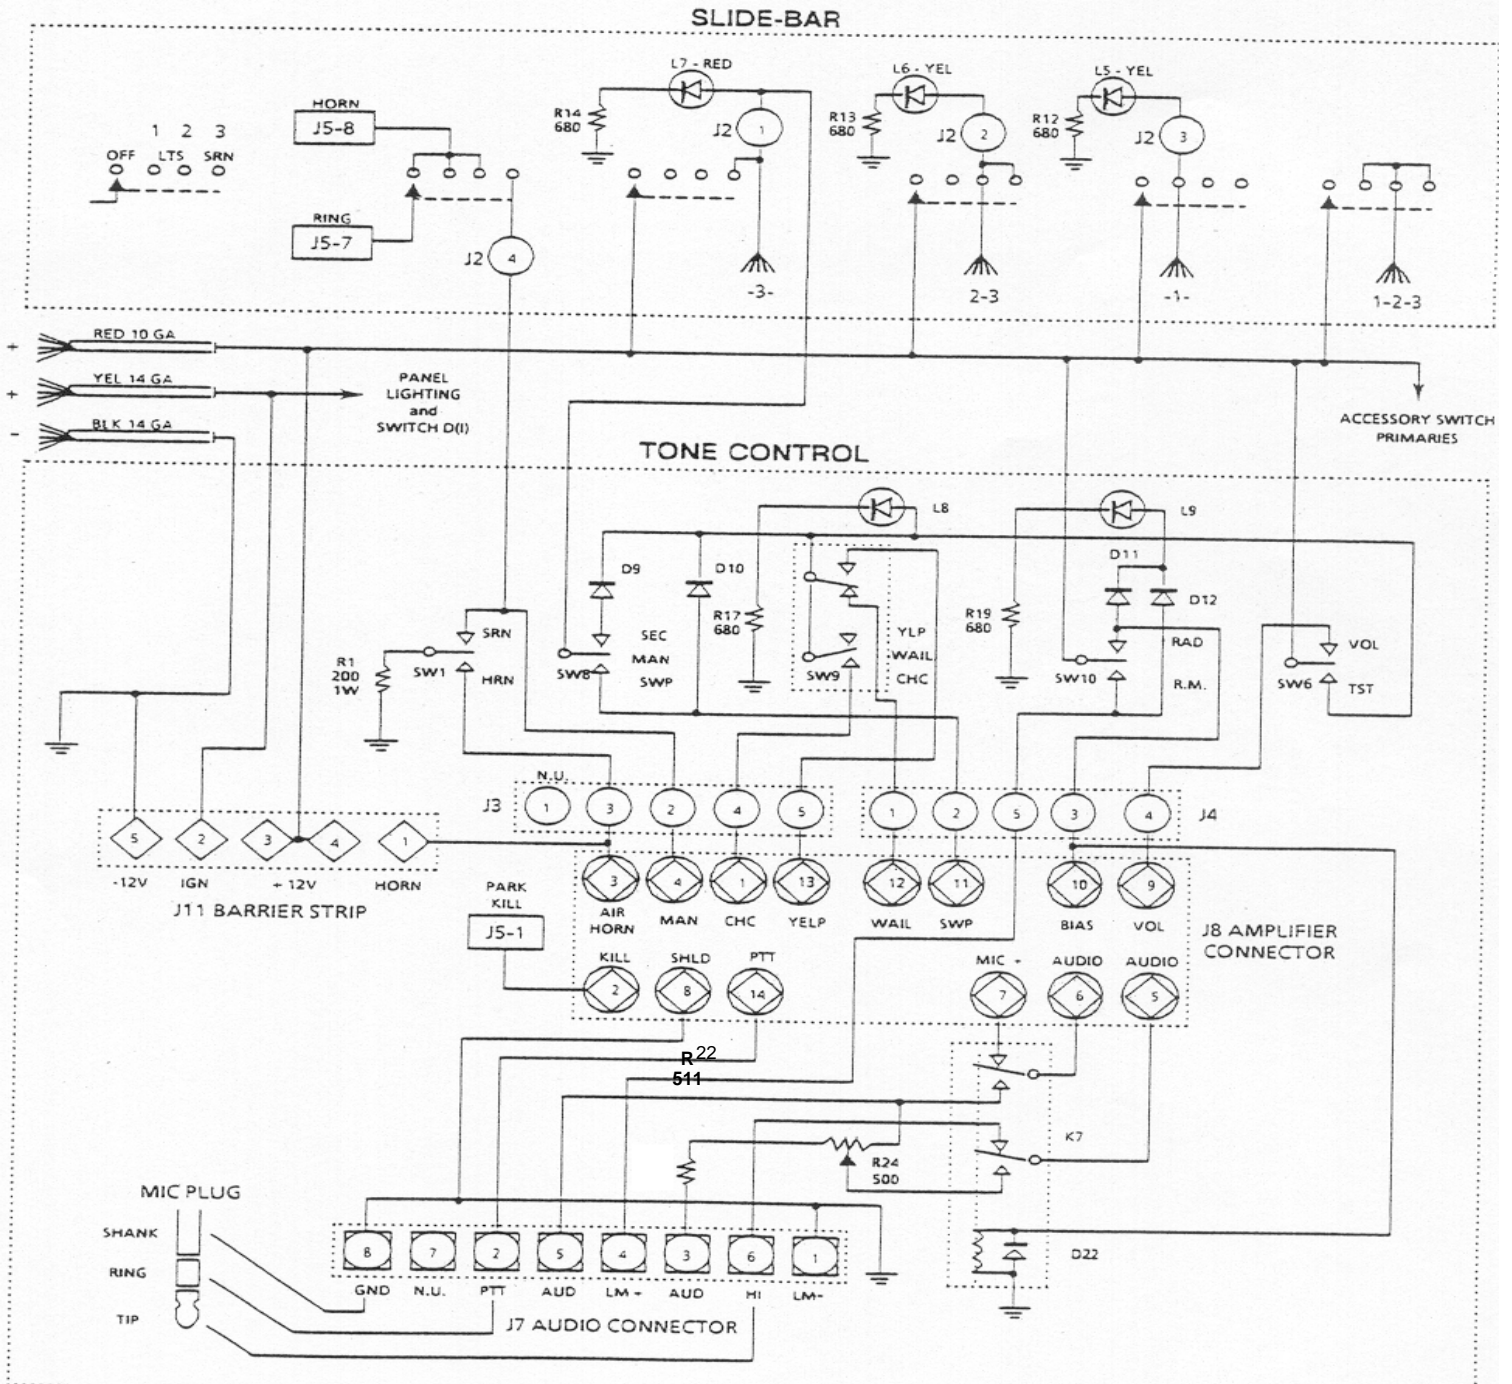 SLIDE-BAR
L7 - RED
L6 - YEL
L5 - YEL
HORN
J5-8
R14
680
J2
1
R13
680
J2
2
R12
680
J2
3
1 2 3
OFF LTS SRN
RING
J5-7
J2
4
-3-
2-3
-1-
1-2-3
+
RED 10 GA
+
YEL 14 GA
-
BLK 14 GA
PANEL
LIGHTING
and
SWITCH D(I)
ACCESSORY SWITCH
PRIMARIES
TONE CONTROL
L8
L9
D9
D10
D11
D12
R17
680
R19
680
SRN
SW1
HRN
R1
200
1W
SEC
MAN
SWP
SW8
YLP
WAIL
CHC
SW9
RAD
SW10
R.M.
VOL
SW6
TST
N.U.
J3
1
3
2
4
5
1
2
5
3
4
J4
5
2
3
4
1
-12V
IGN
+ 12V
HORN
J11 BARRIER STRIP
3
4
1
13
12
11
10
9
AIR
HORN
MAN
CHC
YELP
WAIL
SWP
BIAS
VOL
J8 AMPLIFIER
CONNECTOR
PARK
KILL
J5-1
KILL
SHLD
PTT
MIC +
AUDIO
AUDIO
2
8
14
7
6
5
R22
511
K7
R24
500
D22
MIC PLUG
SHANK
RING
TIP
8
7
2
5
4
3
6
1
GND
N.U.
PTT
AUD
LM +
AUD
HI
LM-
J7 AUDIO CONNECTOR